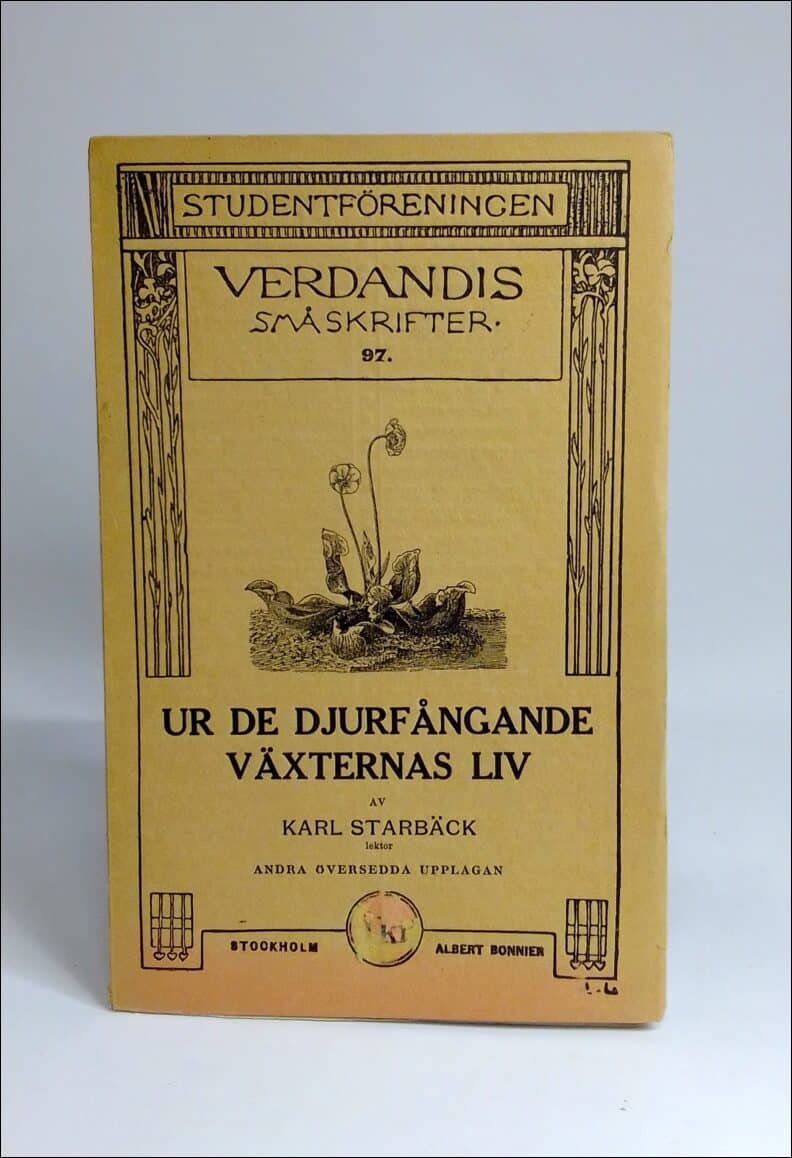 STUDENTFÖRENINGEN
VERDANDIS
SMÅSKRIFTER.
97.
UR DE DJURFÅNGANDE
VÄXTERNAS LIV
AV
KARL STARBÄCK
lektor
ANDRA ÖVERSEDDA UPPLAGAN
STOCKHOLM
ALBERT BONNIER